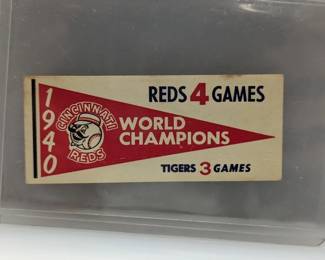 REDS 4 GAMES
1940
CINCINNATI
REDS
WORLD
CHAMPIONS
TIGERS 3 GAMES